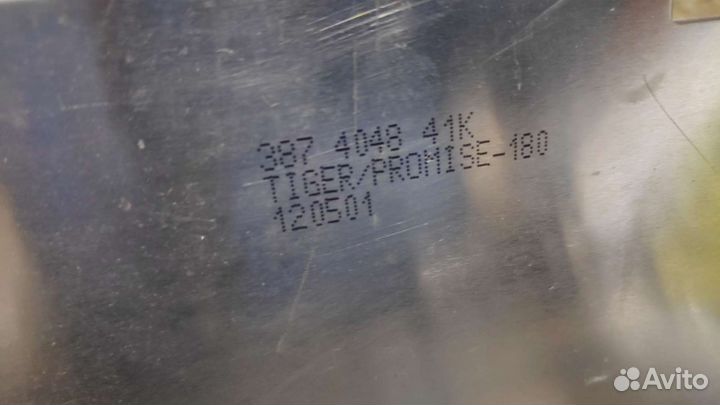 387 4048 41K
TIGER/PROMISE-180
120501
Avito